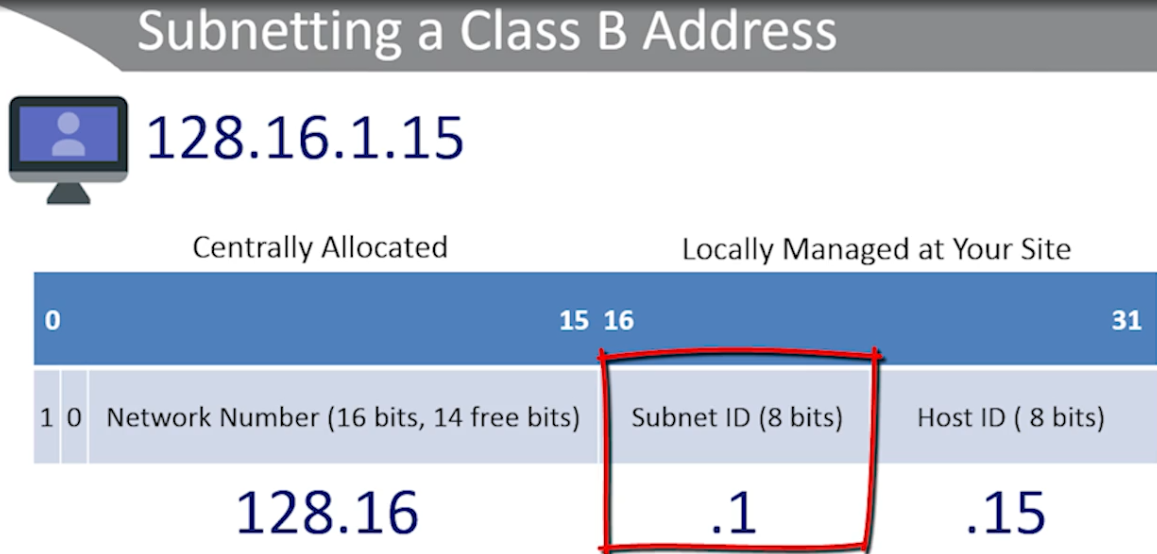 Subnetting a Class B Address
128.16.1.15
Centrally Allocated Locally Managed at Your Site
0 15 16 31
1 0 Network Number (16 bits, 14 free bits) Subnet ID (8 bits) Host ID ( 8 bits)
128.16 .1 .15